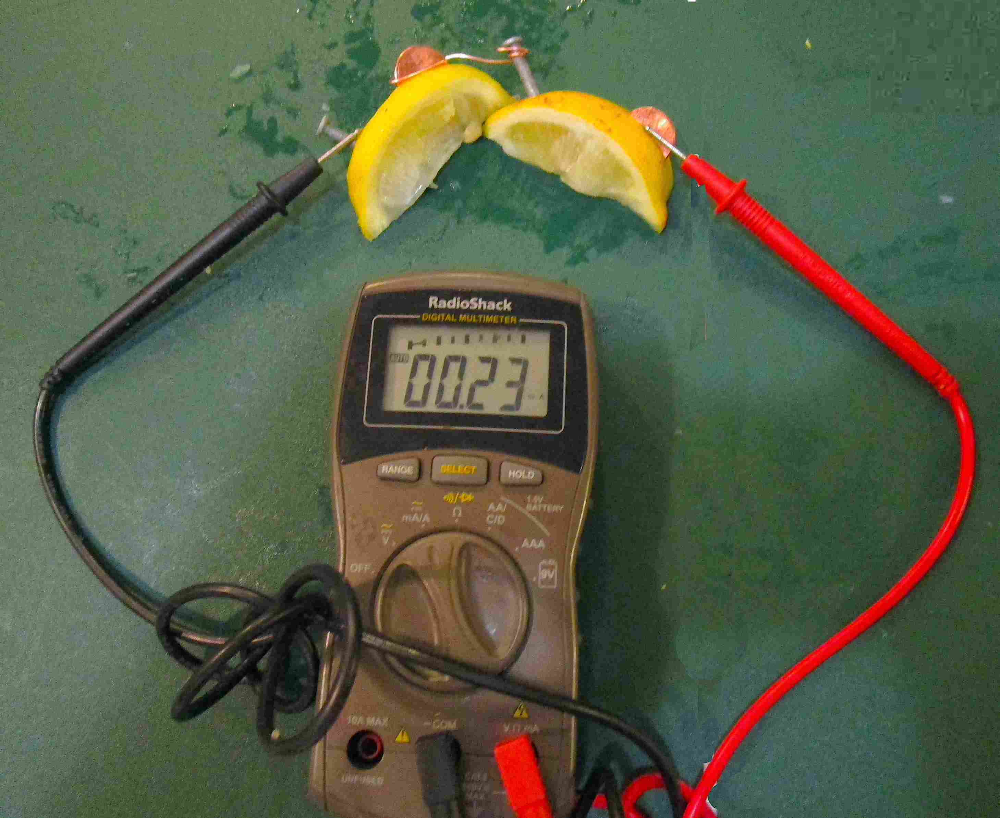 RadioShack
DIGITAL MULTIMETER
AUTO
00.23
RANGE
SELECT
HOLD
1.5V
BATTERY
AA/
C/D
Ω
mA/A
V
AAA
OFF
9V
10A MAX
COM
VΩmA
UNFUSED
MAX